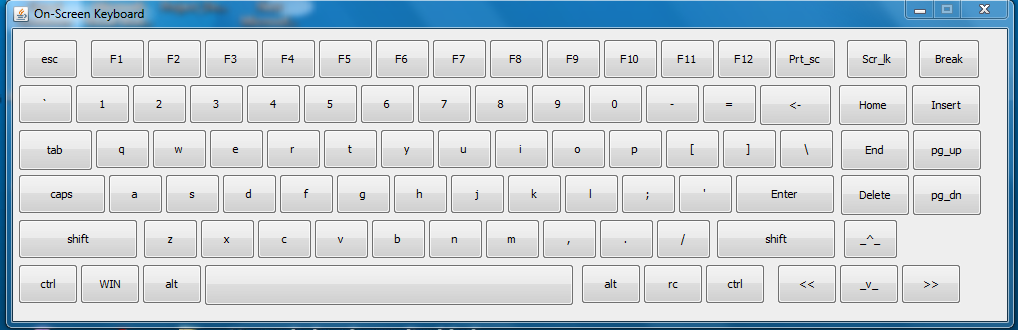 On-Screen Keyboard
esc F1 F2 F3 F4 F5 F6 F7 F8 F9 F10 F11 F12 Prt_sc Scr_lk Break
` 1 2 3 4 5 6 7 8 9 0 - = <- Home Insert
tab q w e r t y u i o p [ ] \ End pg_up
caps a s d f g h j k l ; ' Enter Delete pg_dn
shift z x c v b n m , . / shift _^_
ctrl WIN alt alt rc ctrl << _v_ >>